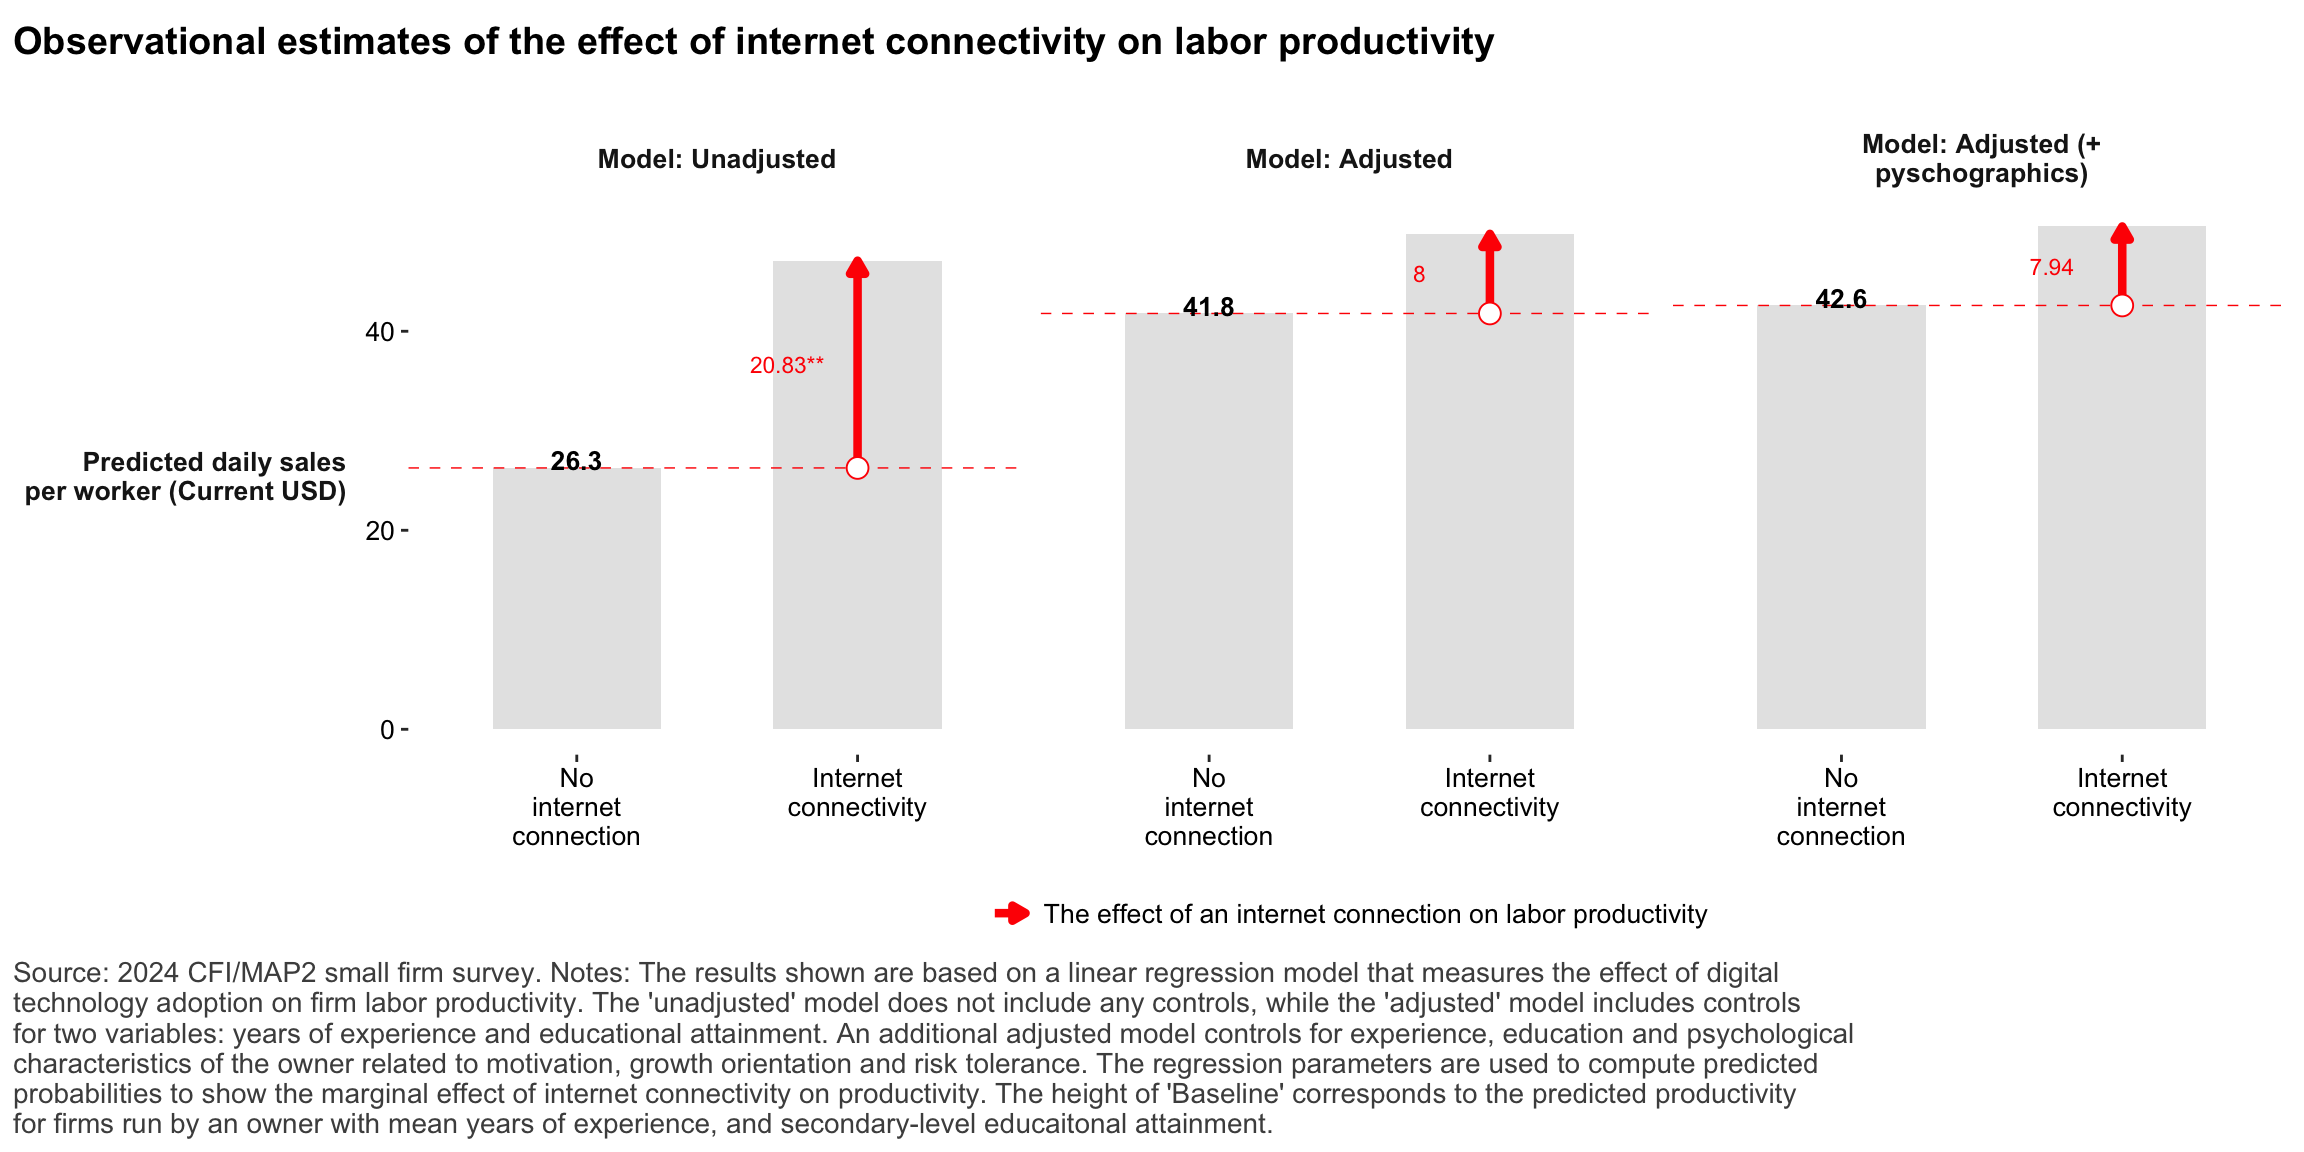 Observational estimates of the effect of internet connectivity on labor productivity
Model: Unadjusted
Model: Adjusted
Model: Adjusted (+
pyschographics)
40
20
0
Predicted daily sales
per worker (Current USD)
26.3
20.83**
41.8
8
42.6
7.94
No
internet
connection
Internet
connectivity
No
internet
connection
Internet
connectivity
No
internet
connection
Internet
connectivity
The effect of an internet connection on labor productivity
Source: 2024 CFI/MAP2 small firm survey. Notes: The results shown are based on a linear regression model that measures the effect of digital
technology adoption on firm labor productivity. The 'unadjusted' model does not include any controls, while the 'adjusted' model includes controls
for two variables: years of experience and educational attainment. An additional adjusted model controls for experience, education and psychological
characteristics of the owner related to motivation, growth orientation and risk tolerance. The regression parameters are used to compute predicted
probabilities to show the marginal effect of internet connectivity on productivity. The height of 'Baseline' corresponds to the predicted productivity
for firms run by an owner with mean years of experience, and secondary-level educaitonal attainment.